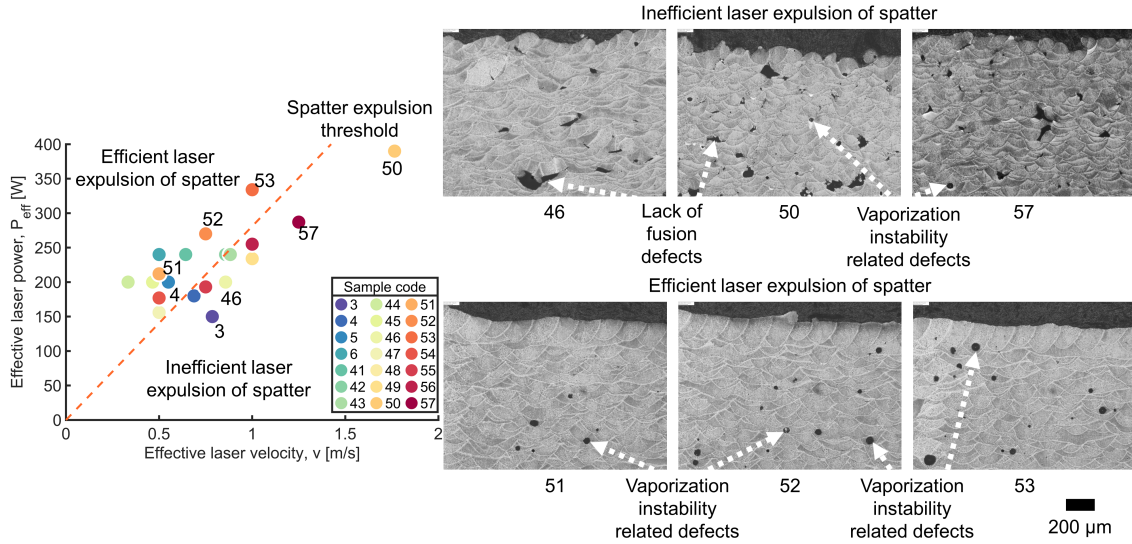 Inefficient laser expulsion of spatter
46
Lack of
fusion
defects
50
Vaporization
instability
related defects
57
Efficient laser expulsion of spatter
51
Vaporization
instability
related defects
52
Vaporization
instability
related defects
53
200 µm
Spatter expulsion
threshold
Efficient laser
expulsion of spatter
Inefficient laser
expulsion of spatter
50
53
52
57
51
4
46
3
Effective laser power, P_eff [W]
400
350
300
250
200
150
100
50
0
0
0.5
1
1.5
2
Effective laser velocity, v [m/s]
Sample code
3 44 51
4 45 52
5 46 53
6 47 54
41 48 55
42 49 56
43 50 57